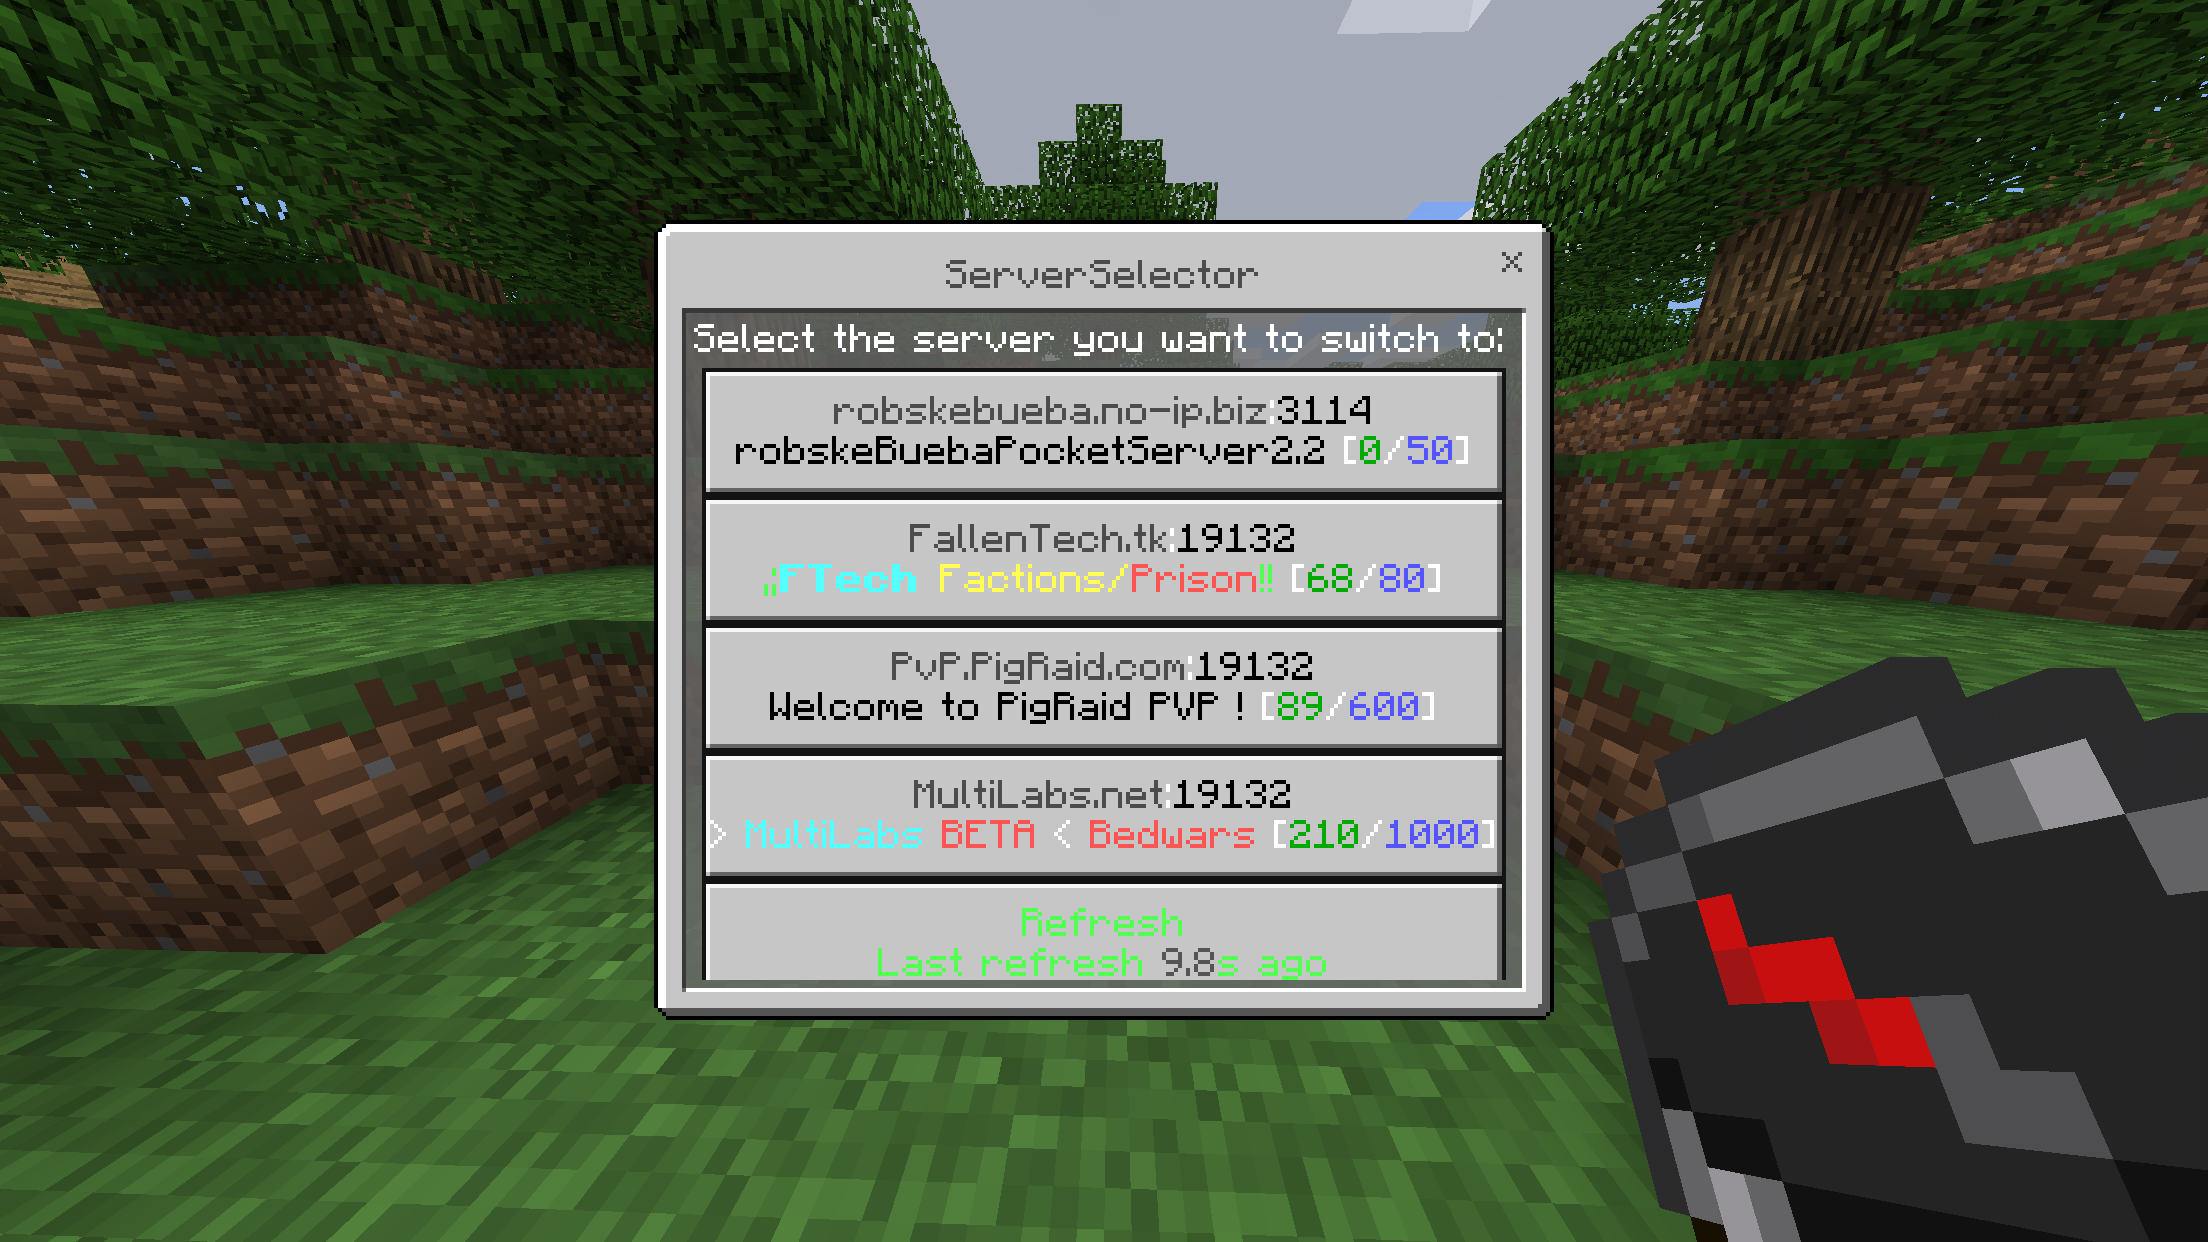 ServerSelector
Select the server you want to switch to:
robskebueba.no-ip.biz:3114
robskeBuebaPocketServer2.2 [0/50]
FallenTech.tk:19132
¡¡FTech Factions/Prison!! [68/80]
PvP.PigRaid.com:19132
Welcome to PigRaid PVP ! [89/600]
MultiLabs.net:19132
> MultiLabs BETA < Bedwars [210/1000]
Refresh
Last refresh 9.8s ago